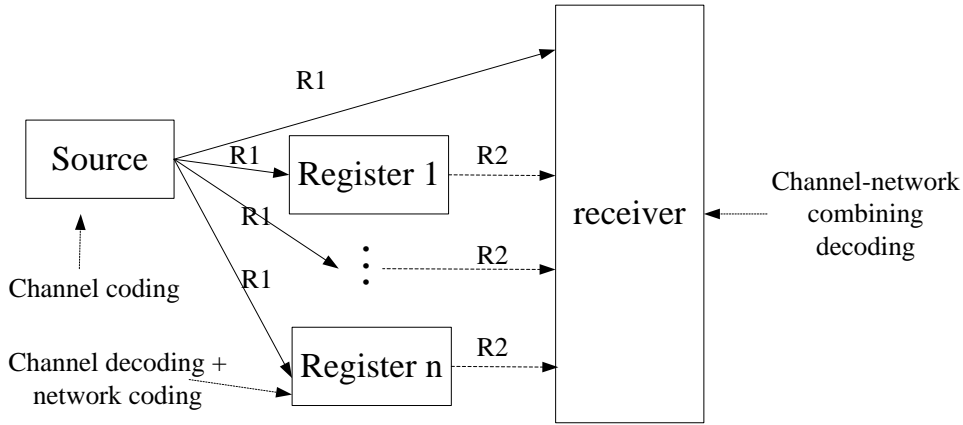 R1
Source
R1
Register 1
R2
receiver
Channel-network
combining
decoding
R1
R2
Channel coding
R1
Channel decoding +
network coding
Register n
R2